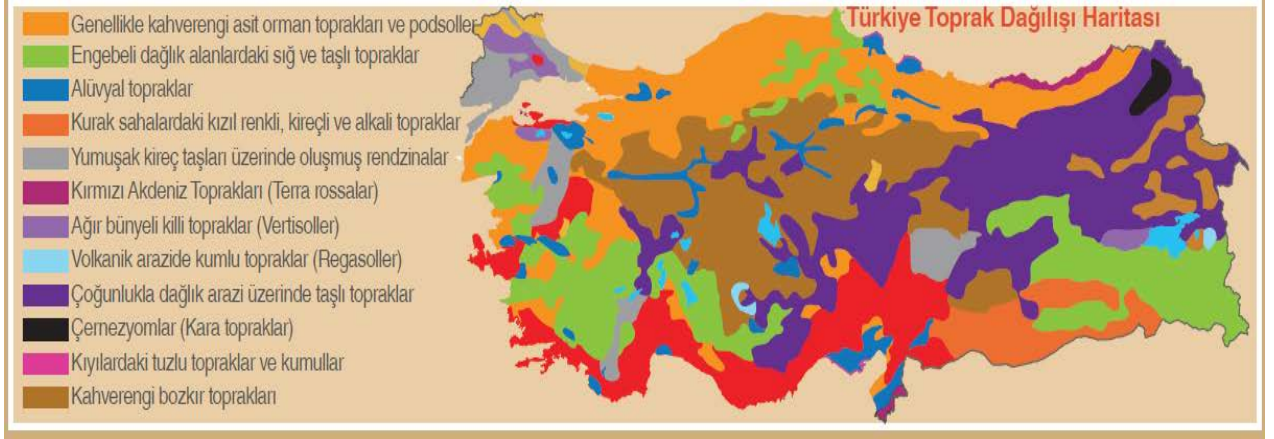 Türkiye Toprak Dağılışı Haritası
Genellikle kahverengi asit orman toprakları ve podsoller
Engebeli dağlık alanlardaki sığ ve taşlı topraklar
Alüvyal topraklar
Kurak sahalardaki kızıl renkli, kireçli ve alkali topraklar
Yumuşak kireç taşları üzerinde oluşmuş rendzinalar
Kırmızı Akdeniz Toprakları (Terra rossalar)
Ağır bünyeli killi topraklar (Vertisoller)
Volkanik arazide kumlu topraklar (Regasoller)
Çoğunlukla dağlık arazi üzerinde taşlı topraklar
Çernezyomlar (Kara topraklar)
Kıyılardaki tuzlu topraklar ve kumullar
Kahverengi bozkır toprakları